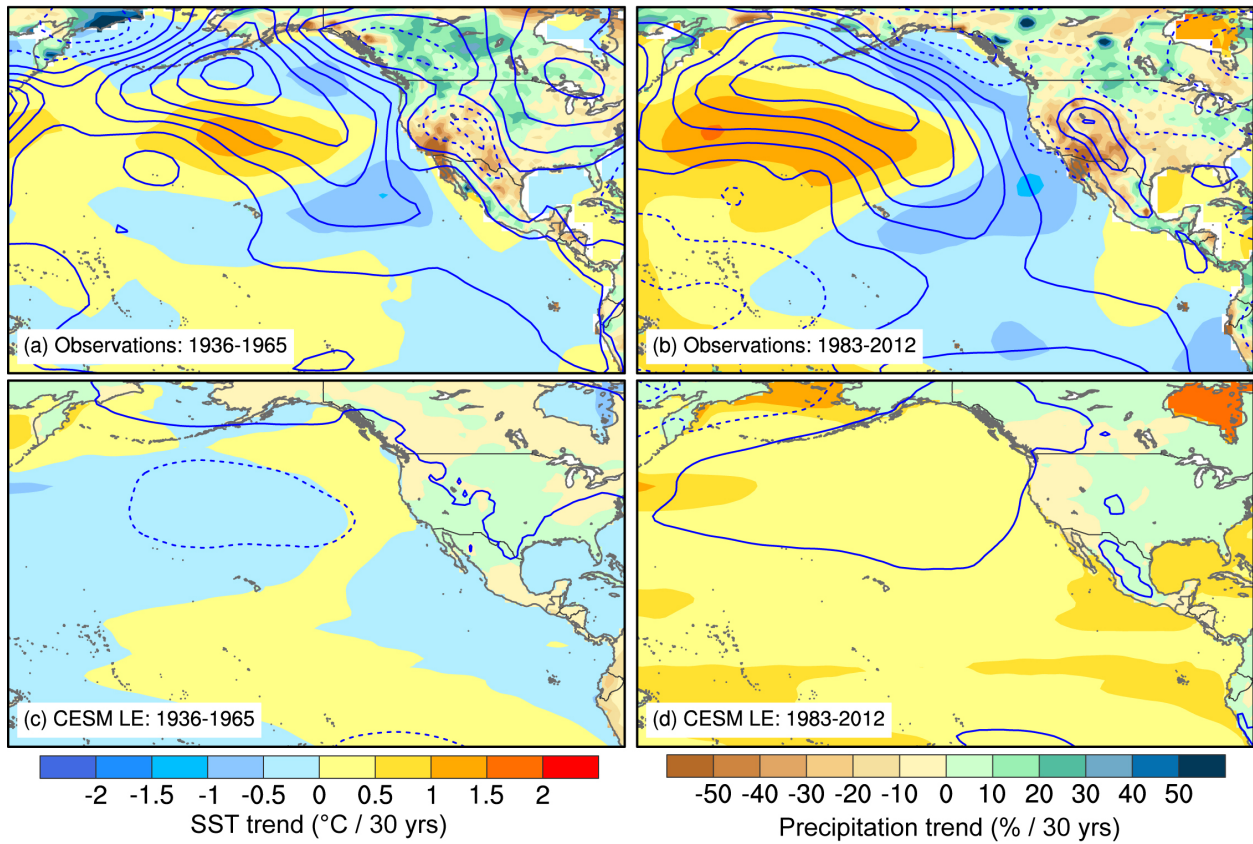 (a) Observations: 1936-1965
(b) Observations: 1983-2012
(c) CESM LE: 1936-1965
(d) CESM LE: 1983-2012
-2 -1.5 -1 -0.5 0 0.5 1 1.5 2
SST trend (°C / 30 yrs)
-50 -40 -30 -20 -10 0 10 20 30 40 50
Precipitation trend (% / 30 yrs)